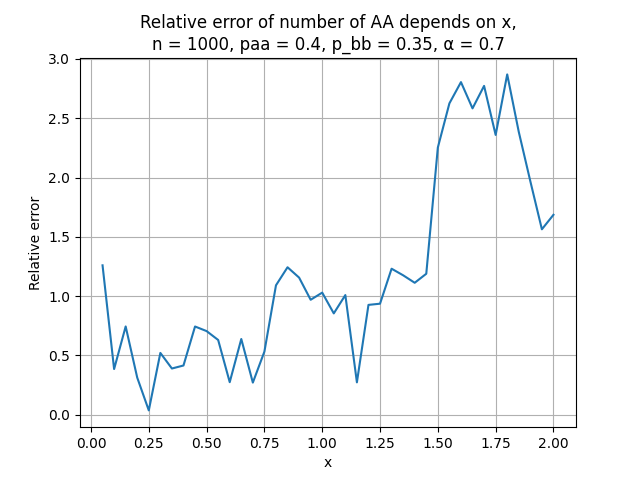 Relative error of number of AA depends on x,
n = 1000, paa = 0.4, p_bb = 0.35, α = 0.7
3.0
2.5
2.0
1.5
1.0
0.5
0.0
Relative error
0.00 0.25 0.50 0.75 1.00 1.25 1.50 1.75 2.00
x